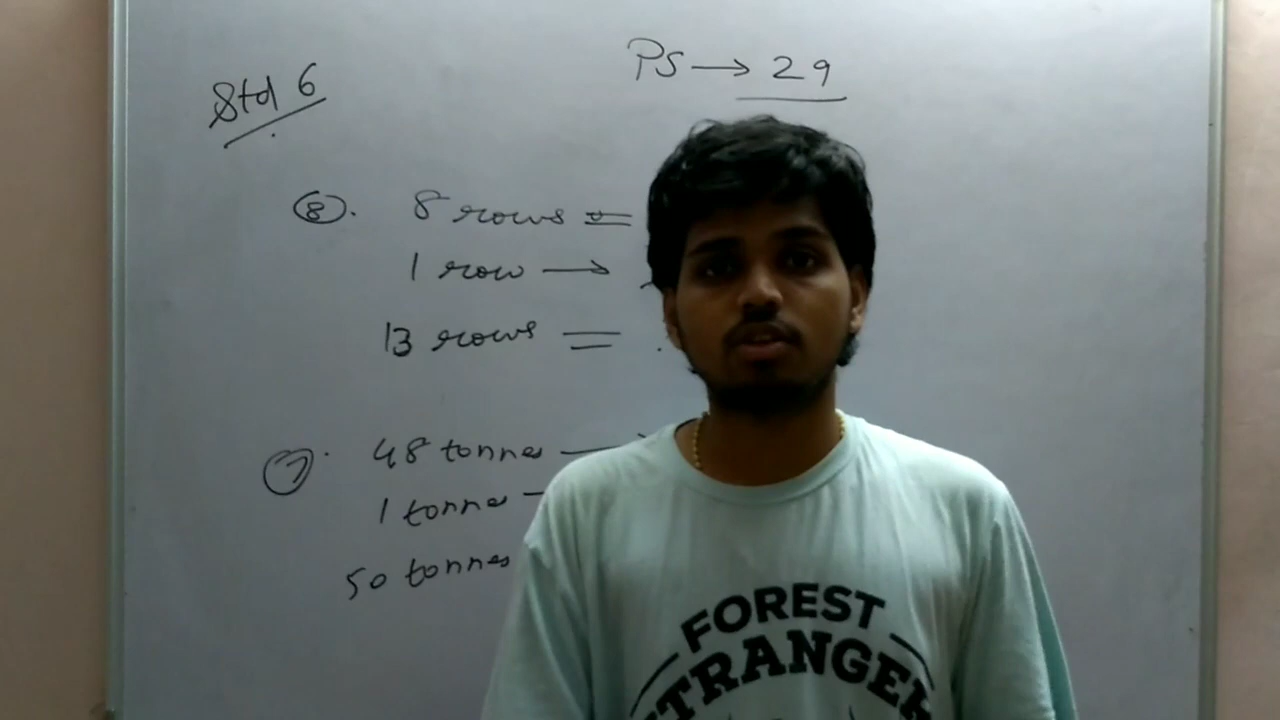 PS → 29
Std 6
8. 8 rows =
1 row →
13 rows =
7. 48 tonnes
1 tonne
50 tonnes
FOREST
TRANGER